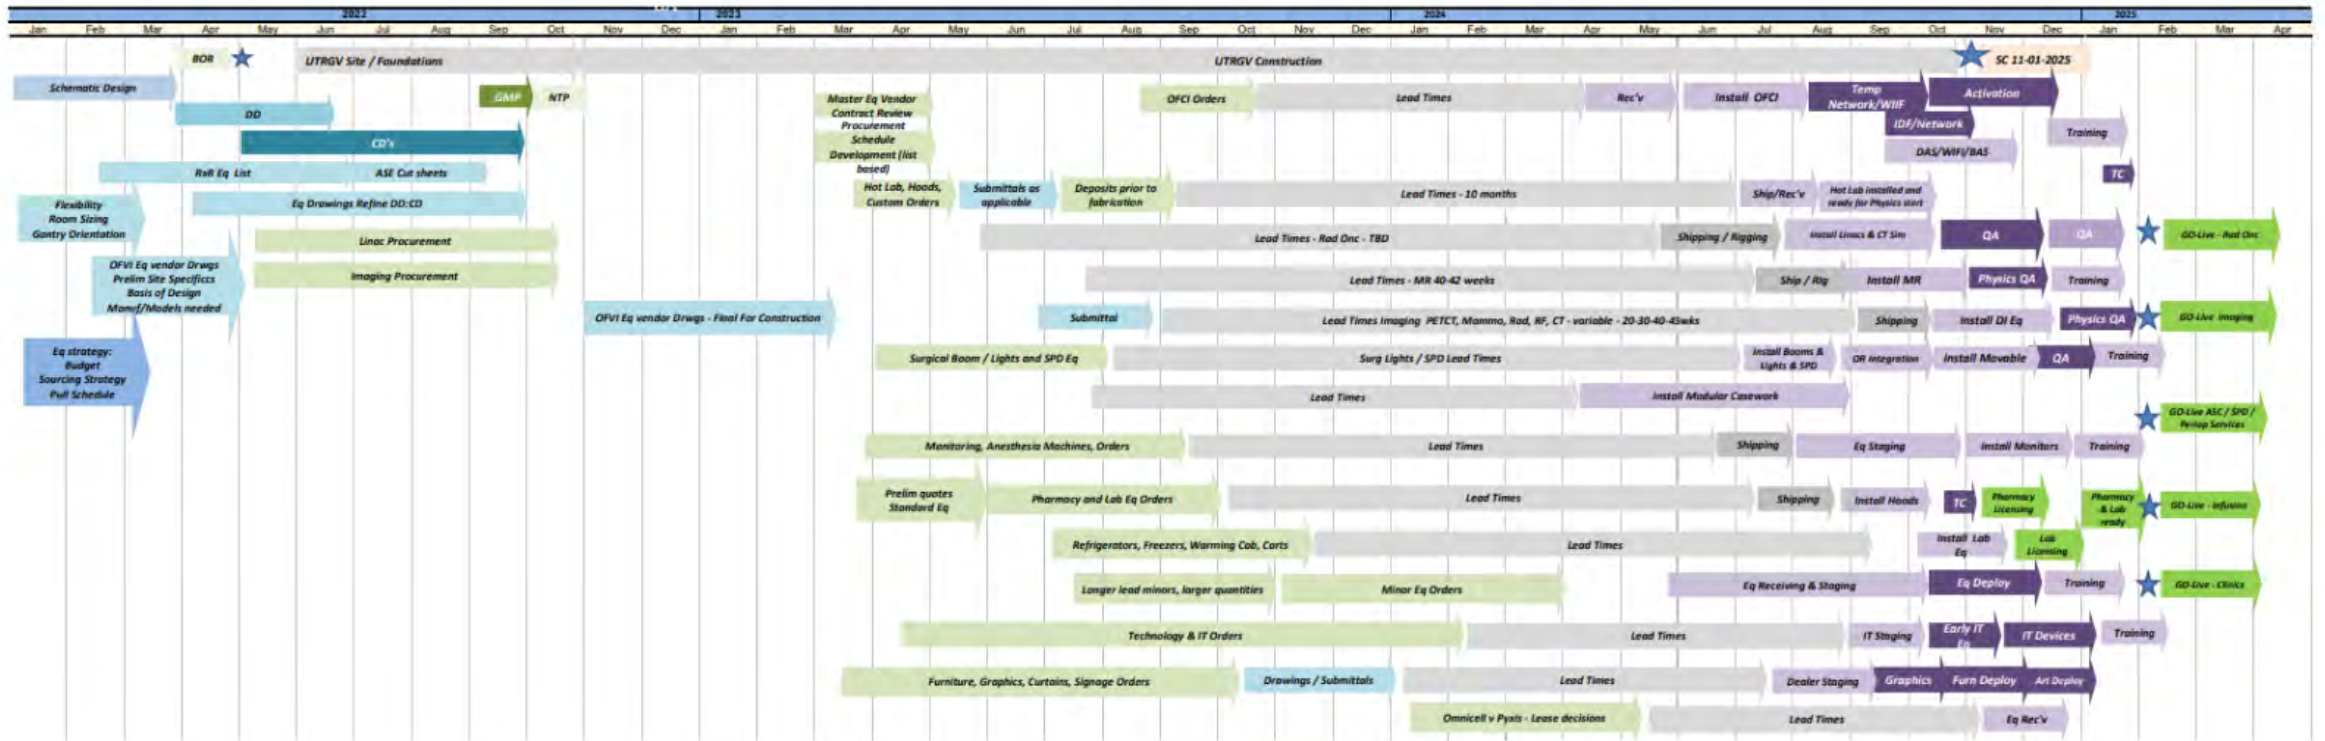 2022 2023 2024 2025
Jan Feb Mar Apr May Jun Jul Aug Sep Oct Nov Dec Jan Feb Mar Apr May Jun Jul Aug Sep Oct Nov Dec Jan Feb Mar Apr May Jun Jul Aug Sep Oct Nov Dec Jan Feb Mar Apr
BOR
UTRGV Site / Foundations
UTRGV Construction
SC 11-01-2025
Schematic Design
GMP
NTP
Master Eq Vendor
Contract Review
OFCI Orders
Lead Times
Rec'v
Install OFCI
Temp
Network/WIIF
Activation
DD
Procurement
Schedule
Development (list
based)
IDF/Network
Training
CD's
DAS/WIFI/BAS
RxR Eq List
ASE Cut sheets
TC
Flexibility
Room Sizing
Gantry Orientation
Eq Drawings Refine DD:CD
Hot Lab, Hoods,
Custom Orders
Submittals as
applicable
Deposits prior to
fabrication
Lead Times - 10 months
Ship/Rec'v
Hot Lab installed and
ready for Physics start
Linac Procurement
Lead Times - Rad Onc - TBD
Shipping / Rigging
Install Linacs & CT Sim
QA
QA
GO-Live - Rad Onc
OFVI Eq vendor Drwgs
Prelim Site Specifics
Basis of Design
Manuf/Models needed
Imaging Procurement
Lead Times - MR 40-42 weeks
Ship / Rig
Install MR
Physics QA
Training
OFVI Eq vendor Drwgs - Final For Construction
Submittal
Lead Times Imaging PETCT, Mammo, Rad, RF, CT - variable - 20-30-40-45wks
Shipping
Install DI Eq
Physics QA
GO-Live Imaging
Eq strategy:
Budget
Sourcing Strategy
Pull Schedule
Surgical Boom / Lights and SPD Eq
Surg Lights / SPD Lead Times
Install Booms &
Lights & SPD
OR Integration
Install Movable
QA
Training
Lead Times
Install Modular Casework
GO-Live ASC / SPD /
Periop Services
Monitoring, Anesthesia Machines, Orders
Lead Times
Shipping
Eq Staging
Install Monitors
Training
Prelim quotes
Standard Eq
Pharmacy and Lab Eq Orders
Lead Times
Shipping
Install Hoods
TC
Pharmacy
Licensing
Pharmacy
& Lab
ready
GO-Live - Infusion
Refrigerators, Freezers, Warming Cab, Carts
Lead Times
Install Lab
Eq
Lab
Licensing
Longer lead minors, larger quantities
Minor Eq Orders
Eq Receiving & Staging
Eq Deploy
Training
GO-Live - Clinics
Technology & IT Orders
Lead Times
IT Staging
Early IT
Eq
IT Devices
Training
Furniture, Graphics, Curtains, Signage Orders
Drawings / Submittals
Lead Times
Dealer Staging
Graphics
Furn Deploy
Art Deploy
Omnicell v Pyxis - Lease decisions
Lead Times
Eq Rec'v